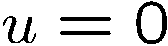 u = 0